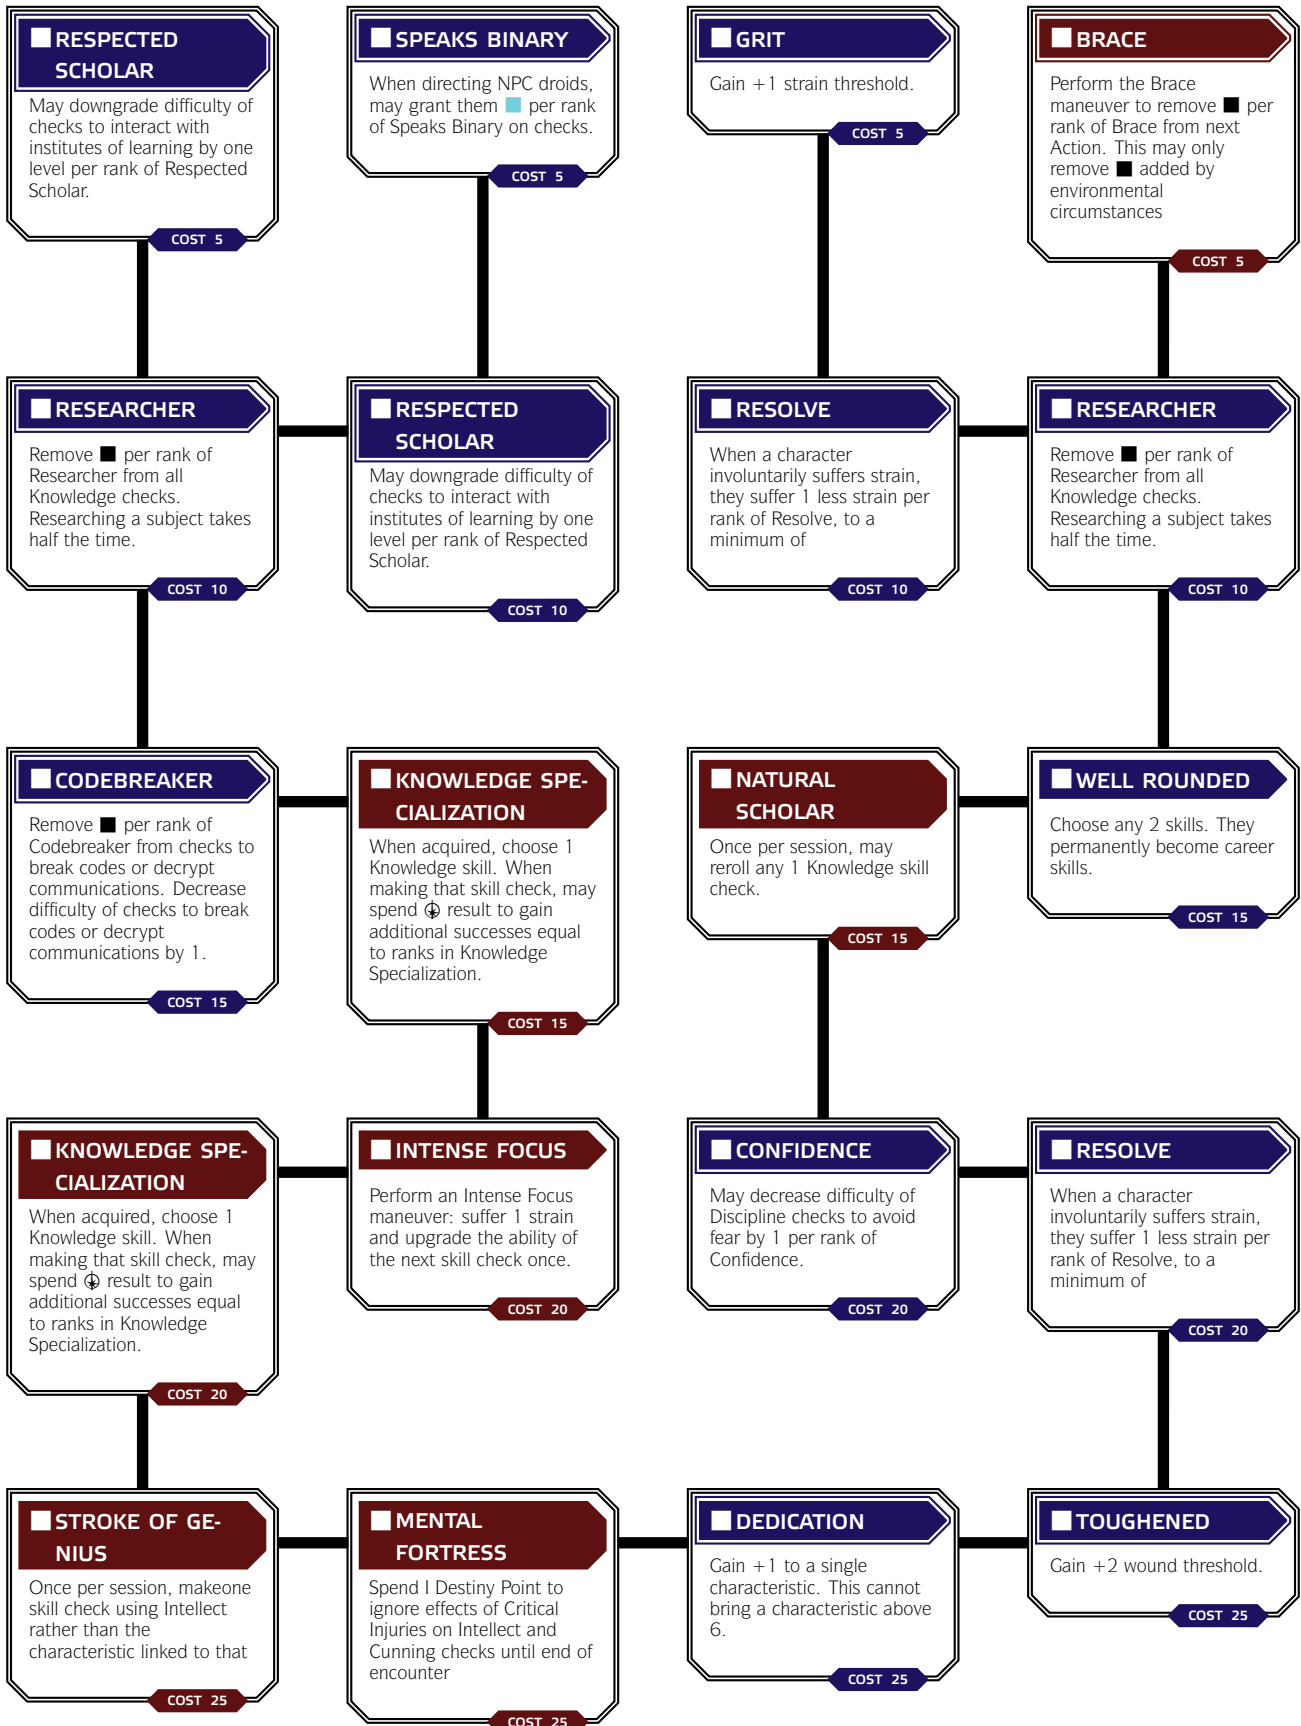 RESPECTED
SCHOLAR
May downgrade difficulty of
checks to interact with
institutes of learning by one
level per rank of Respected
Scholar.
COST 5
SPEAKS BINARY
When directing NPC droids,
may grant them ■ per rank
of Speaks Binary on checks.
COST 5
GRIT
Gain +1 strain threshold.
COST 5
BRACE
Perform the Brace
maneuver to remove ■ per
rank of Brace from next
Action. This may only
remove ■ added by
environmental
circumstances
COST 5
RESEARCHER
Remove ■ per rank of
Researcher from all
Knowledge checks.
Researching a subject takes
half the time.
COST 10
RESPECTED
SCHOLAR
May downgrade difficulty of
checks to interact with
institutes of learning by one
level per rank of Respected
Scholar.
COST 10
RESOLVE
When a character
involuntarily suffers strain,
they suffer 1 less strain per
rank of Resolve, to a
minimum of
COST 10
RESEARCHER
Remove ■ per rank of
Researcher from all
Knowledge checks.
Researching a subject takes
half the time.
COST 10
CODEBREAKER
Remove ■ per rank of
Codebreaker from checks to
break codes or decrypt
communications. Decrease
difficulty of checks to break
codes or decrypt
communications by 1.
COST 15
KNOWLEDGE SPE-
CIALIZATION
When acquired, choose 1
Knowledge skill. When
making that skill check, may
spend result to gain
additional successes equal
to ranks in Knowledge
Specialization.
COST 15
NATURAL
SCHOLAR
Once per session, may
reroll any 1 Knowledge skill
check.
COST 15
WELL ROUNDED
Choose any 2 skills. They
permanently become career
skills.
COST 15
KNOWLEDGE SPE-
CIALIZATION
When acquired, choose 1
Knowledge skill. When
making that skill check, may
spend result to gain
additional successes equal
to ranks in Knowledge
Specialization.
COST 20
INTENSE FOCUS
Perform an Intense Focus
maneuver: suffer 1 strain
and upgrade the ability of
the next skill check once.
COST 20
CONFIDENCE
May decrease difficulty of
Discipline checks to avoid
fear by 1 per rank of
Confidence.
COST 20
RESOLVE
When a character
involuntarily suffers strain,
they suffer 1 less strain per
rank of Resolve, to a
minimum of
COST 20
STROKE OF GE-
NIUS
Once per session, makeone
skill check using Intellect
rather than the
characteristic linked to that
COST 25
MENTAL
FORTRESS
Spend I Destiny Point to
ignore effects of Critical
Injuries on Intellect and
Cunning checks until end of
encounter
COST 25
DEDICATION
Gain +1 to a single
characteristic. This cannot
bring a characteristic above
6.
COST 25
TOUGHENED
Gain +2 wound threshold.
COST 25